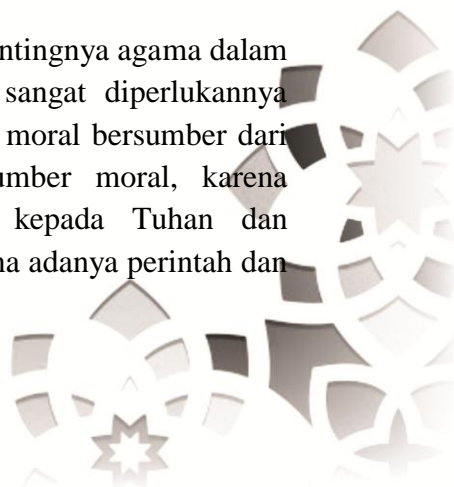 ntingnya agama dalam
sangat diperlukannya
moral bersumber dari
umber moral, karena
kepada Tuhan dan
na adanya perintah dan